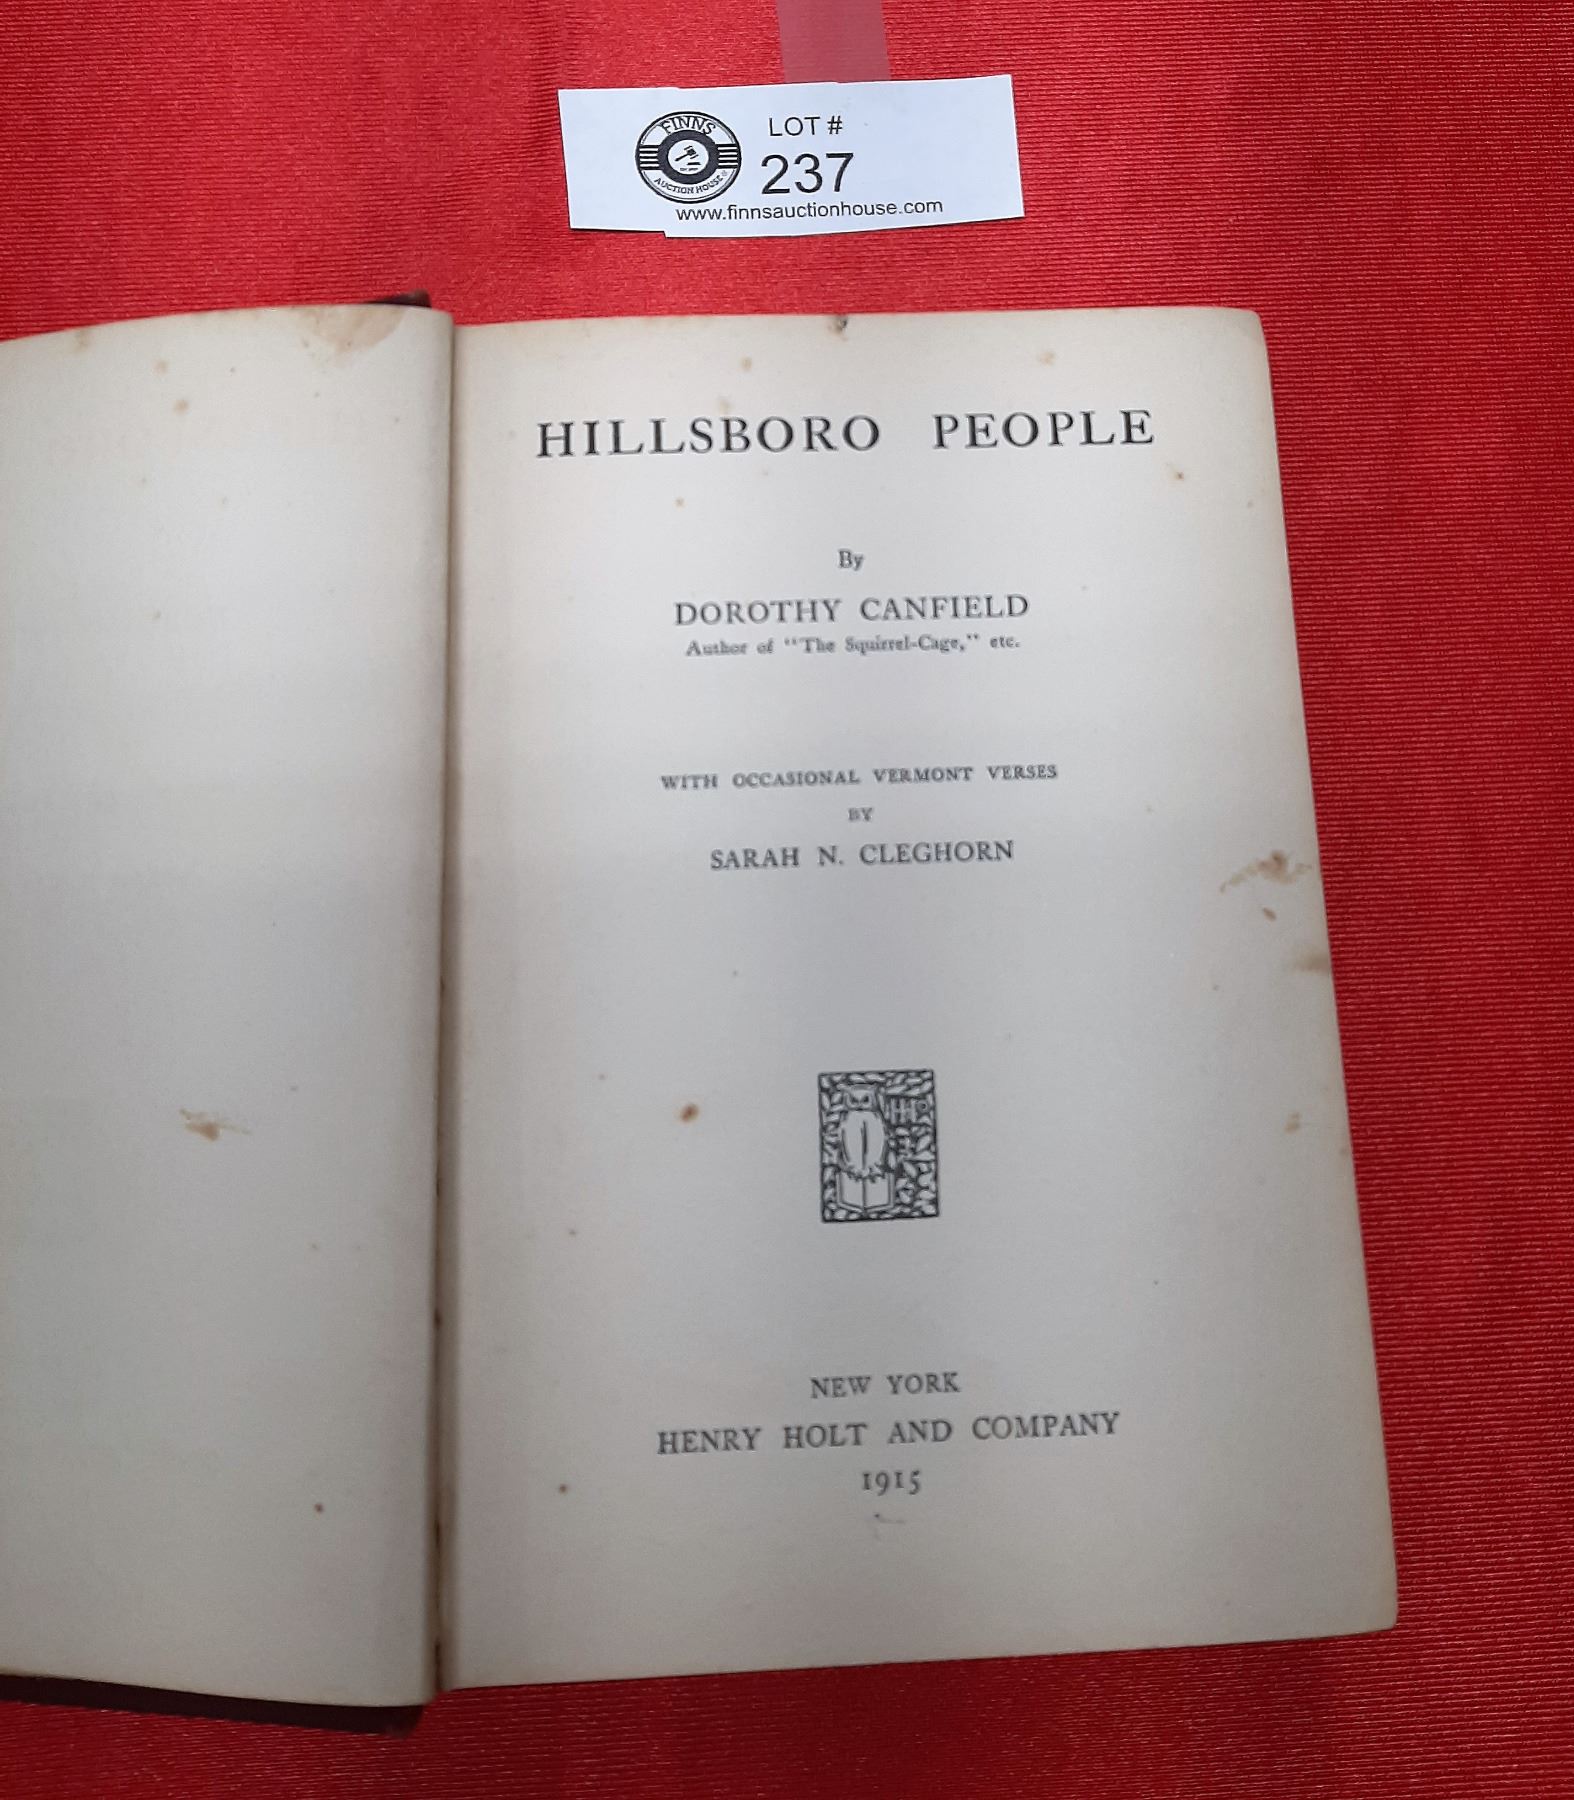 FINNS
AUCTION HOUSE
LOT #
237
www.finnsauctionhouse.com
HILLSBORO PEOPLE
By
DOROTHY CANFIELD
Author of "The Squirrel-Cage," etc.
WITH OCCASIONAL VERMONT VERSES
BY
SARAH N. CLEGHORN
HH
NEW YORK
HENRY HOLT AND COMPANY
1915